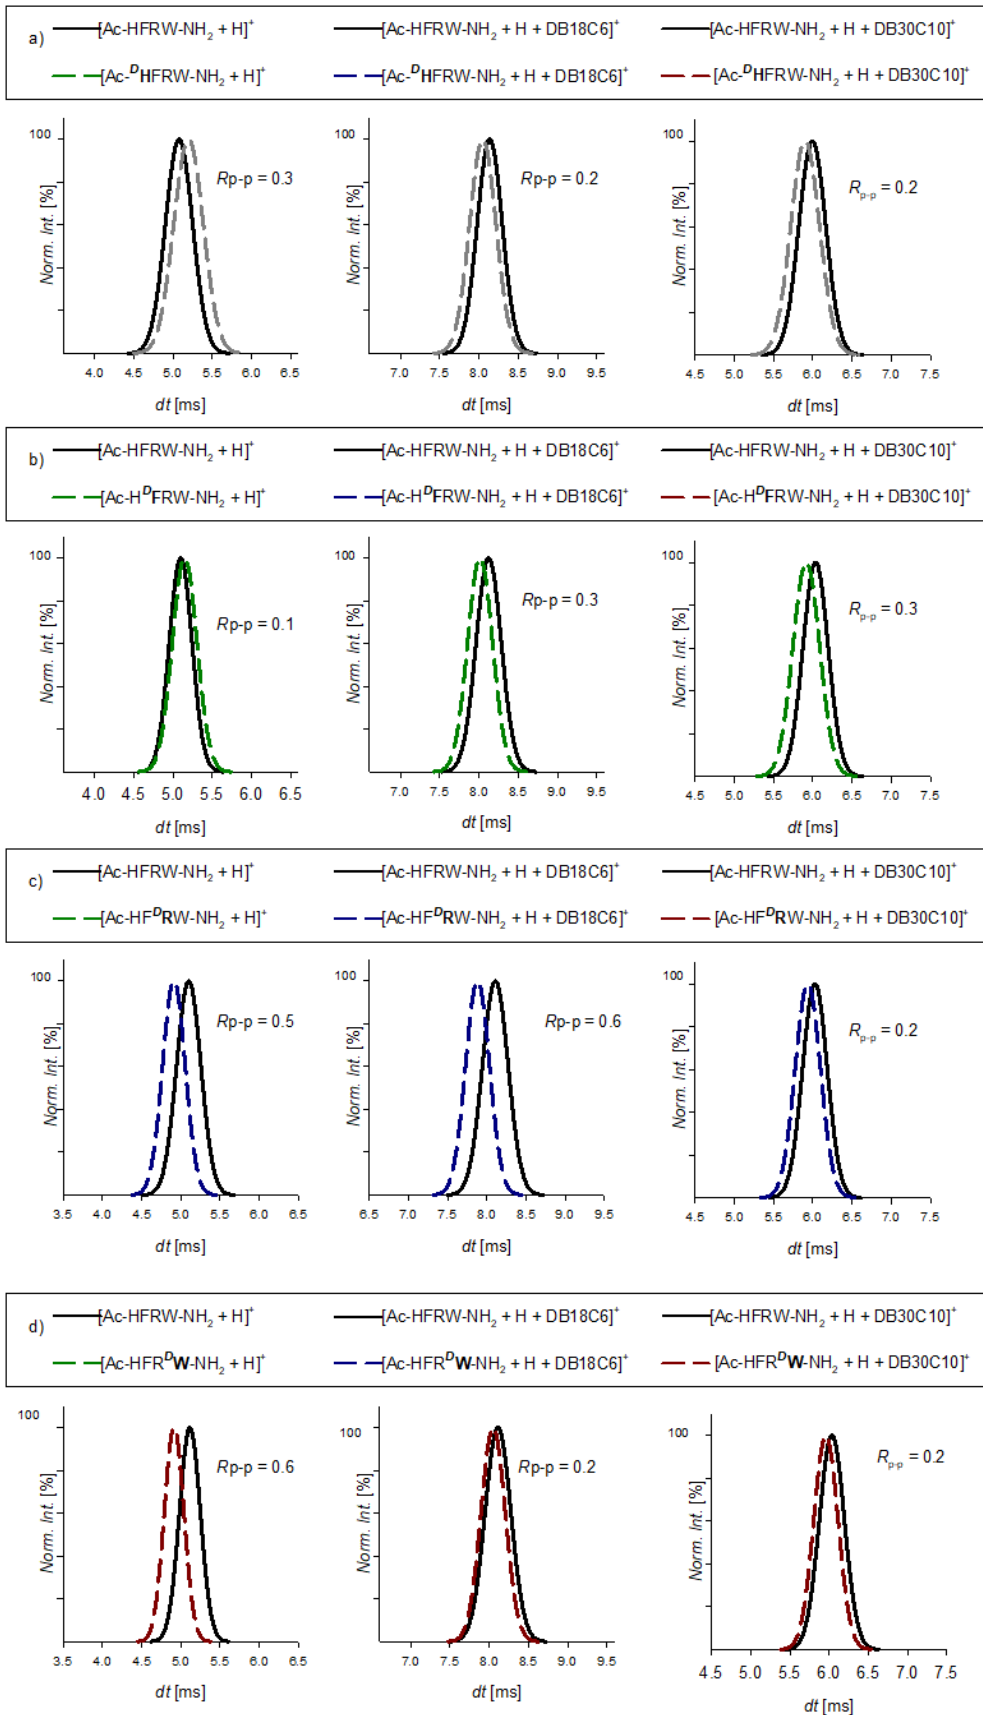 a) [Ac-HFRW-NH₂ + H]⁺ [Ac-HFRW-NH₂ + H + DB18C6]⁺ [Ac-HFRW-NH₂ + H + DB30C10]⁺
[Ac-ᴰHFRW-NH₂ + H]⁺ [Ac-ᴰHFRW-NH₂ + H + DB18C6]⁺ [Ac-ᴰHFRW-NH₂ + H + DB30C10]⁺
100 100 100
Rp-p = 0.3 Rp-p = 0.2 Rp-p = 0.2
Norm. Int. [%] Norm. Int. [%] Norm. Int. [%]
4.0 4.5 5.0 5.5 6.0 6.5 7.0 7.5 8.0 8.5 9.0 9.5 4.5 5.0 5.5 6.0 6.5 7.0 7.5
dt [ms] dt [ms] dt [ms]
b) [Ac-HFRW-NH₂ + H]⁺ [Ac-HFRW-NH₂ + H + DB18C6]⁺ [Ac-HFRW-NH₂ + H + DB30C10]⁺
[Ac-HᴰFRW-NH₂ + H]⁺ [Ac-HᴰFRW-NH₂ + H + DB18C6]⁺ [Ac-HᴰFRW-NH₂ + H + DB30C10]⁺
100 100 100
Rp-p = 0.1 Rp-p = 0.3 Rp-p = 0.3
Norm. Int. [%] Norm. Int. [%] Norm. Int. [%]
4.0 4.5 5.0 5.5 6.0 6.5 7.0 7.5 8.0 8.5 9.0 9.5 4.5 5.0 5.5 6.0 6.5 7.0 7.5
dt [ms] dt [ms] dt [ms]
c) [Ac-HFRW-NH₂ + H]⁺ [Ac-HFRW-NH₂ + H + DB18C6]⁺ [Ac-HFRW-NH₂ + H + DB30C10]⁺
[Ac-HFᴰRW-NH₂ + H]⁺ [Ac-HFᴰRW-NH₂ + H + DB18C6]⁺ [Ac-HFᴰRW-NH₂ + H + DB30C10]⁺
100 100 100
Rp-p = 0.5 Rp-p = 0.6 Rp-p = 0.2
Norm. Int. [%] Norm. Int. [%] Norm. Int. [%]
3.5 4.0 4.5 5.0 5.5 6.0 6.5 6.5 7.0 7.5 8.0 8.5 9.0 9.5 4.5 5.0 5.5 6.0 6.5 7.0 7.5
dt [ms] dt [ms] dt [ms]
d) [Ac-HFRW-NH₂ + H]⁺ [Ac-HFRW-NH₂ + H + DB18C6]⁺ [Ac-HFRW-NH₂ + H + DB30C10]⁺
[Ac-HFRᴰW-NH₂ + H]⁺ [Ac-HFRᴰW-NH₂ + H + DB18C6]⁺ [Ac-HFRᴰW-NH₂ + H + DB30C10]⁺
100 100 100
Rp-p = 0.6 Rp-p = 0.2 Rp-p = 0.2
Norm. Int. [%] Norm. Int. [%] Norm. Int. [%]
3.5 4.0 4.5 5.0 5.5 6.0 6.5 7.0 7.5 8.0 8.5 9.0 9.5 4.5 5.0 5.5 6.0 6.5 7.0 7.5
dt [ms] dt [ms] dt [ms]